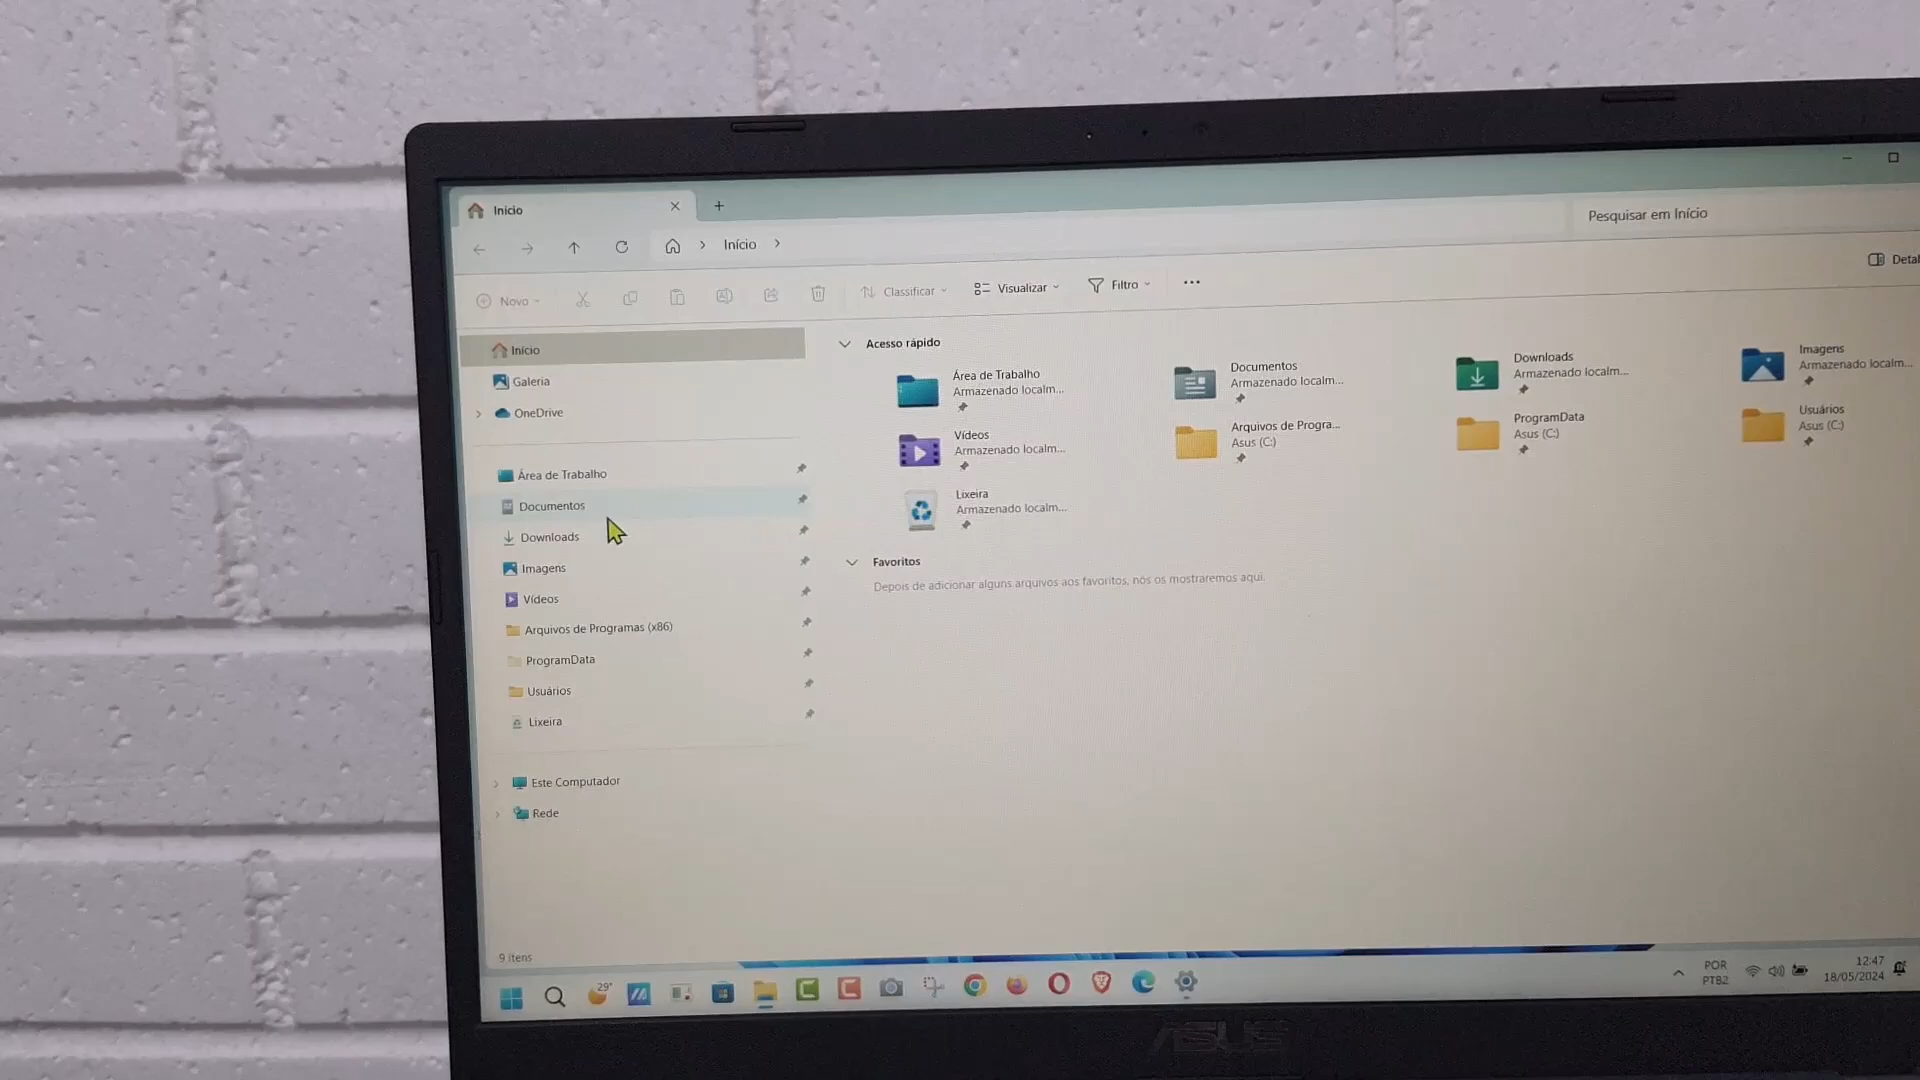 Início
Início
Pesquisar em Início
Novo
Classificar
Visualizar
Filtro
Início
Galeria
OneDrive
Área de Trabalho
Documentos
Downloads
Imagens
Vídeos
Arquivos de Programas (x86)
ProgramData
Usuários
Lixeira
Este Computador
Rede
Acesso rápido
Área de Trabalho
Armazenado localm...
Documentos
Armazenado localm...
Downloads
Armazenado localm...
Imagens
Armazenado localm...
Vídeos
Armazenado localm...
Arquivos de Progra...
Asus (C:)
ProgramData
Asus (C:)
Usuários
Asus (C:)
Lixeira
Armazenado localm...
Favoritos
Depois de adicionar alguns arquivos aos favoritos, nós os mostraremos aqui.
9 itens
29°
POR
PTB2
12:47
18/05/2024
ASUS